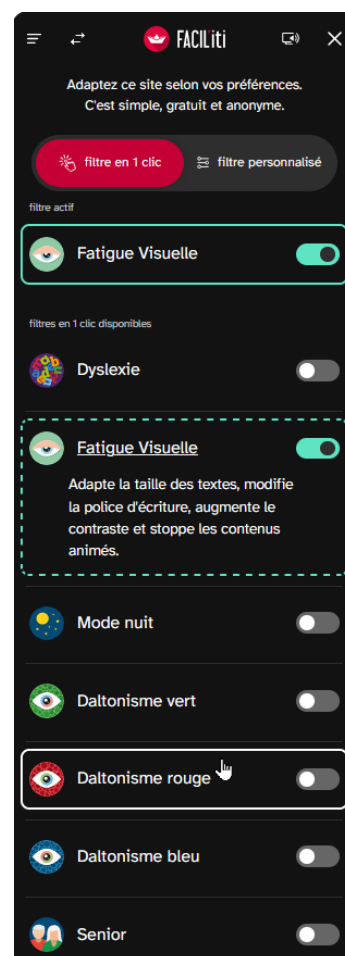 FACIL'iti
Adaptez ce site selon vos préférences.
C'est simple, gratuit et anonyme.
filtre en 1 clic
filtre personnalisé
filtre actif
Fatigue Visuelle
filtres en 1 clic disponibles
Dyslexie
Fatigue Visuelle
Adapte la taille des textes, modifie
la police d'écriture, augmente le
contraste et stoppe les contenus
animés.
Mode nuit
Daltonisme vert
Daltonisme rouge
Daltonisme bleu
Senior